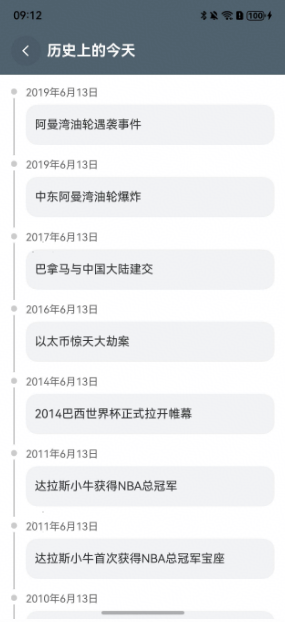 09:12
100
历史上的今天
2019年6月13日
阿曼湾油轮遇袭事件
2019年6月13日
中东阿曼湾油轮爆炸
2017年6月13日
巴拿马与中国大陆建交
2016年6月13日
以太币惊天大劫案
2014年6月13日
2014巴西世界杯正式拉开帷幕
2011年6月13日
达拉斯小牛获得NBA总冠军
2011年6月13日
达拉斯小牛首次获得NBA总冠军宝座
2010年6月13日